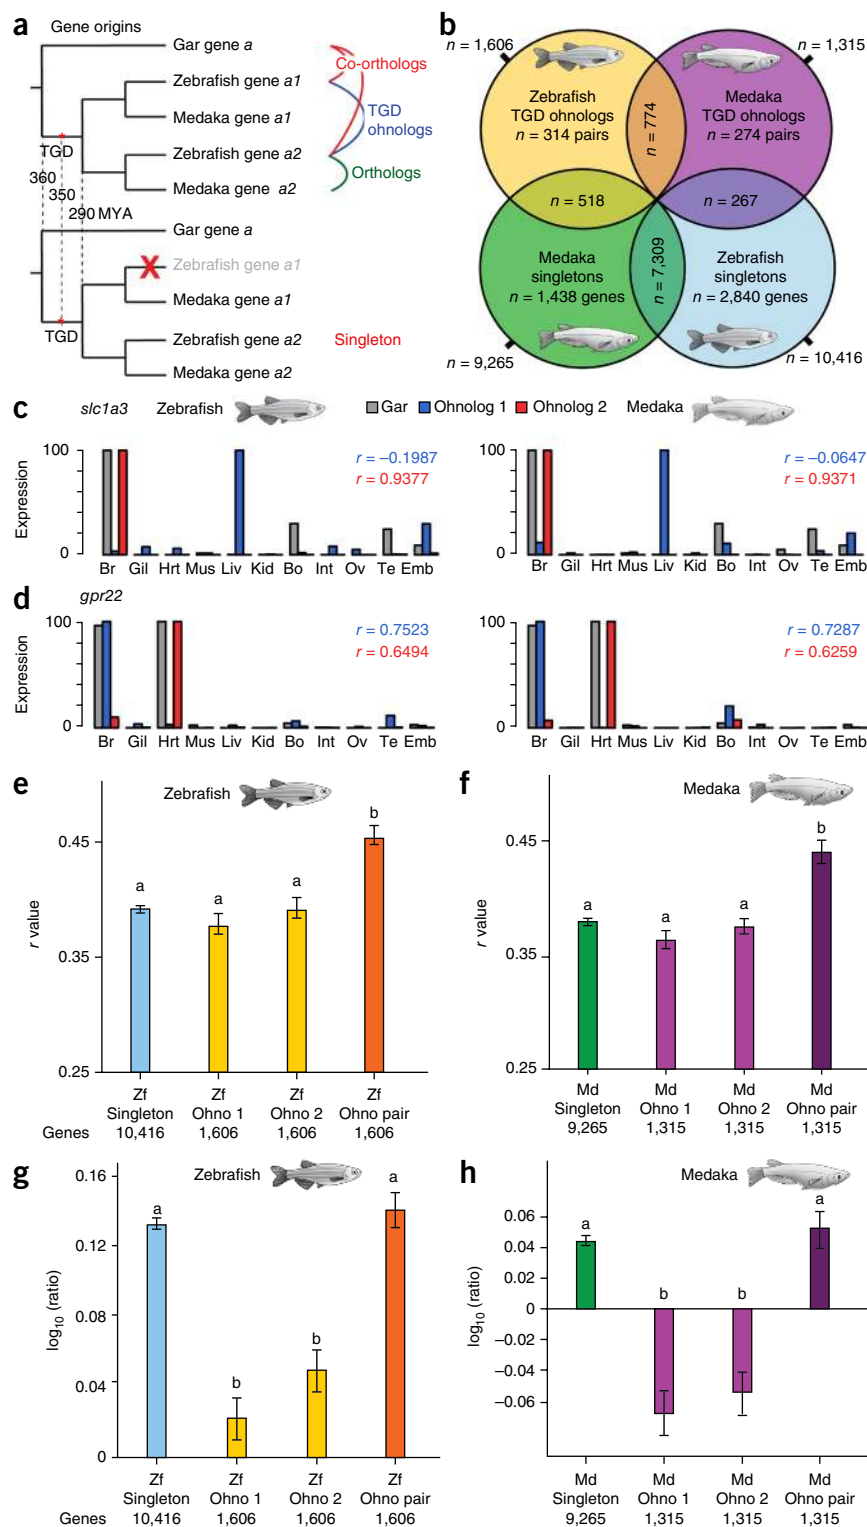 a
Gene origins
Gar gene a
Zebrafish gene a1
Medaka gene a1
Zebrafish gene a2
Medaka gene a2
Co-orthologs
TGD
ohnologs
Orthologs
TGD
360
350
290 MYA
Gar gene a
Zebrafish gene a1
X
Medaka gene a1
Zebrafish gene a2
Singleton
TGD
Medaka gene a2
b
n = 1,606
n = 1,315
Zebrafish
TGD ohnologs
n = 314 pairs
n = 774
Medaka
TGD ohnologs
n = 274 pairs
n = 518
n = 267
Medaka
singletons
n = 1,438 genes
n = 7,309
Zebrafish
singletons
n = 2,840 genes
n = 9,265
n = 10,416
c
slc1a3
Zebrafish
Gar
Ohnolog 1
Ohnolog 2
Medaka
Expression
100
0
r = –0.1987
r = 0.9377
Br Gil Hrt Mus Liv Kid Bo Int Ov Te Emb
100
0
r = –0.0647
r = 0.9371
Br Gil Hrt Mus Liv Kid Bo Int Ov Te Emb
d
gpr22
Expression
100
0
r = 0.7523
r = 0.6494
Br Gil Hrt Mus Liv Kid Bo Int Ov Te Emb
100
0
r = 0.7287
r = 0.6259
Br Gil Hrt Mus Liv Kid Bo Int Ov Te Emb
e
Zebrafish
r value
0.45
0.35
0.25
a
a
a
b
Zf Zf Zf Zf
Singleton Ohno 1 Ohno 2 Ohno pair
Genes 10,416 1,606 1,606 1,606
f
Medaka
r value
0.45
0.35
0.25
a
a
a
b
Md Md Md Md
Singleton Ohno 1 Ohno 2 Ohno pair
9,265 1,315 1,315 1,315
g
Zebrafish
log10 (ratio)
0.16
0.12
0.08
0.04
0
a
b
b
a
Zf Zf Zf Zf
Singleton Ohno 1 Ohno 2 Ohno pair
Genes 10,416 1,606 1,606 1,606
h
Medaka
log10 (ratio)
0.06
0.04
0.02
0
–0.02
–0.04
–0.06
a
b
b
a
Md Md Md Md
Singleton Ohno 1 Ohno 2 Ohno pair
9,265 1,315 1,315 1,315